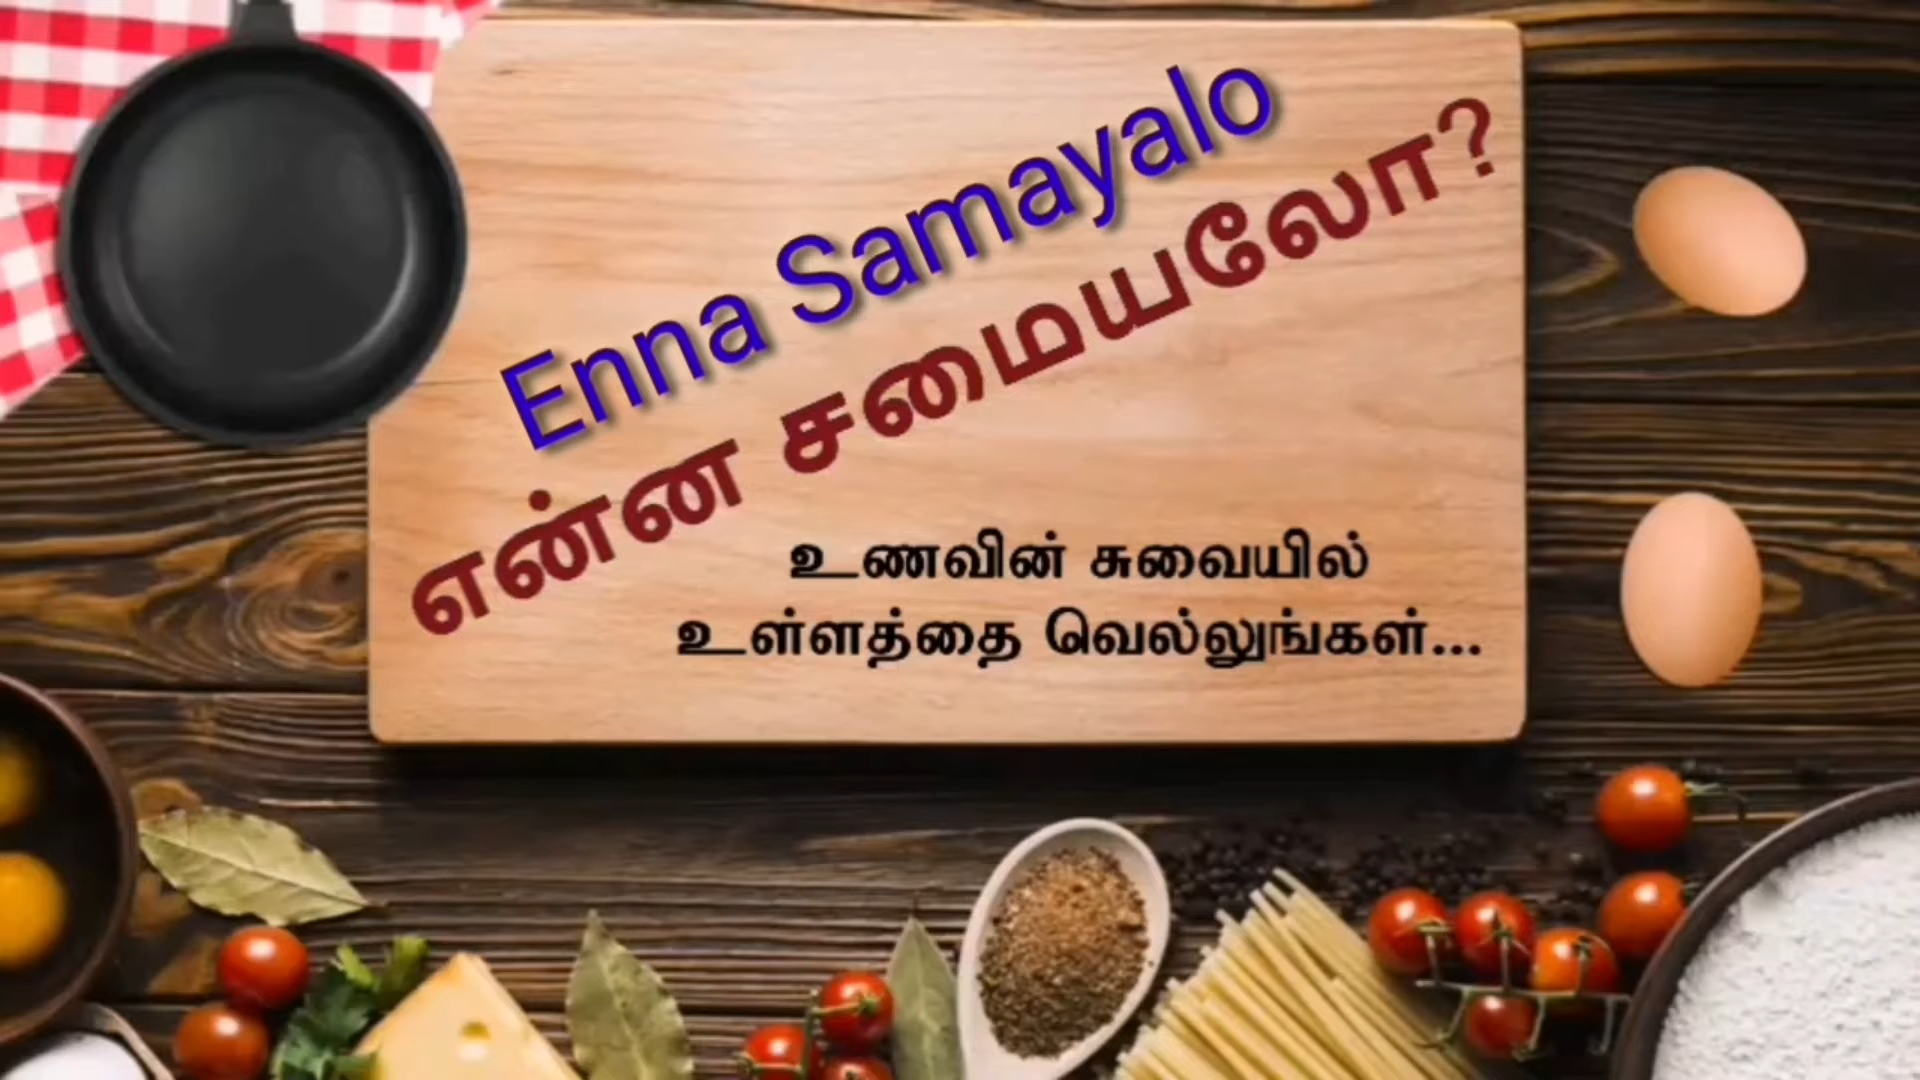 Enna Samayalo
என்ன சமையலோ?
உணவின் சுவையில்
உள்ளத்தை வெல்லுங்கள்...